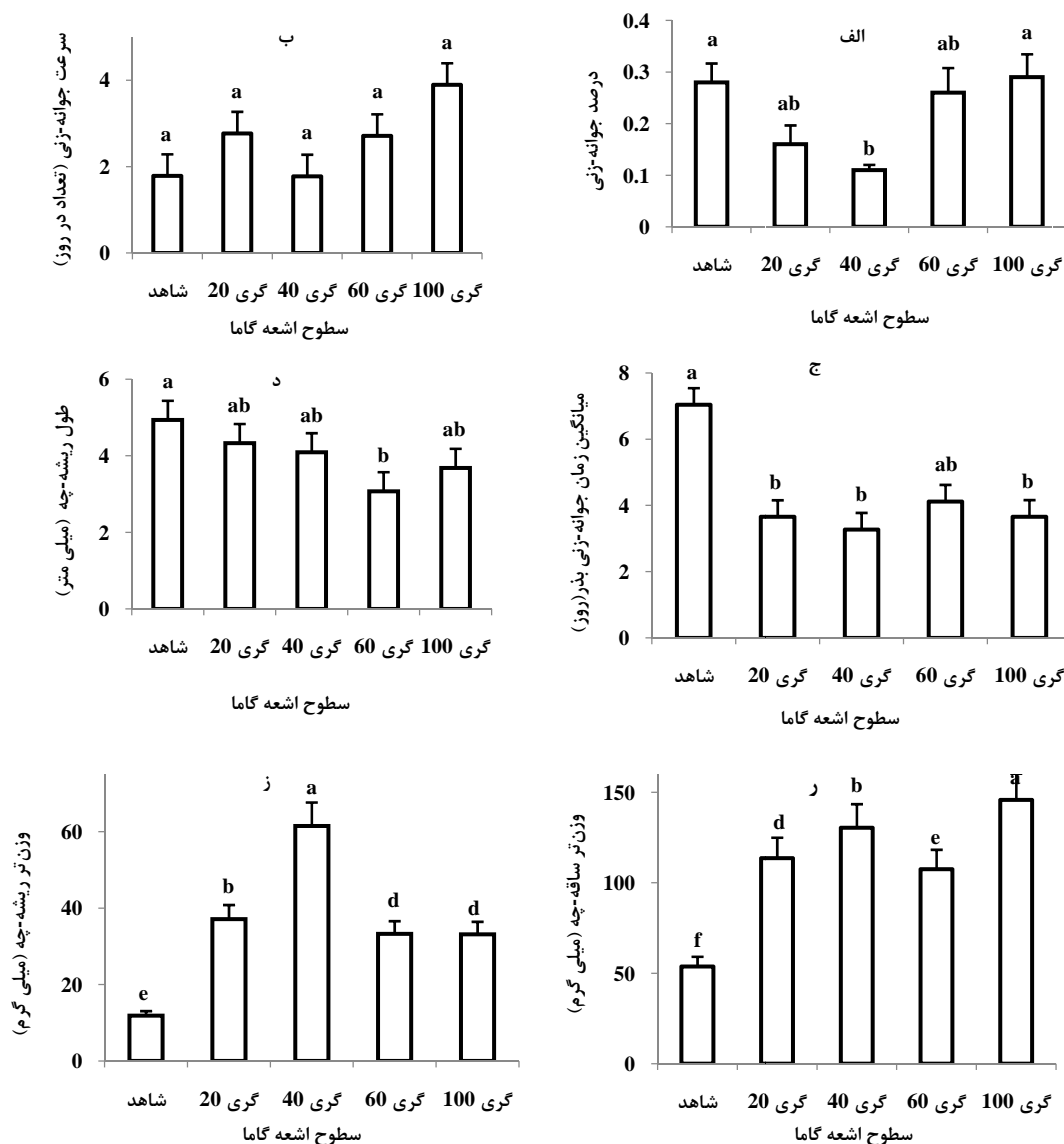 الف
درصد جوانه-زنی
0.4
0.3
0.2
0.1
0
a
ab
b
ab
a
شاهد
20 گری
40 گری
60 گری
100 گری
سطوح اشعه گاما
ب
سرعت جوانه-زنی (تعداد در روز)
4
2
0
a
a
a
a
a
شاهد
20 گری
40 گری
60 گری
100 گری
سطوح اشعه گاما
ج
میانگین زمان جوانه-زنی بذر(روز)
8
6
4
2
0
a
b
b
ab
b
شاهد
20 گری
40 گری
60 گری
100 گری
سطوح اشعه گاما
د
طول ریشه-چه (میلی متر)
6
4
2
0
a
ab
ab
b
ab
شاهد
20 گری
40 گری
60 گری
100 گری
سطوح اشعه گاما
ر
وزن‌تر ساقه-چه (میلی گرم)
150
100
50
0
f
d
b
e
a
شاهد
20 گری
40 گری
60 گری
100 گری
سطوح اشعه گاما
ز
وزن‌تر ریشه-چه (میلی گرم)
60
40
20
0
e
b
a
d
d
شاهد
20 گری
40 گری
60 گری
100 گری
سطوح اشعه گاما